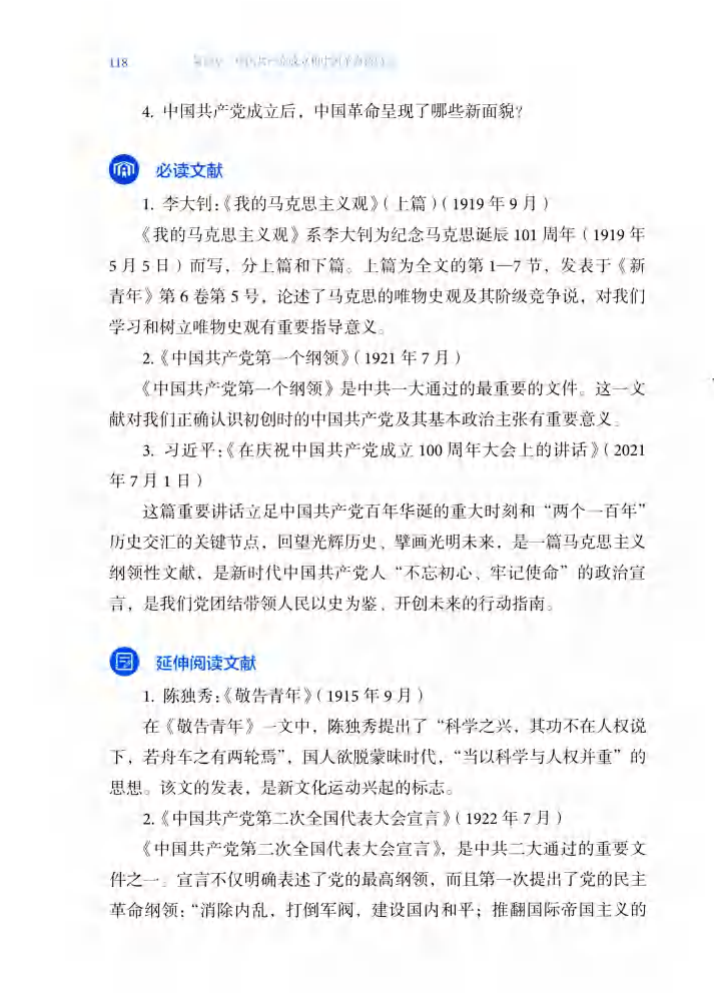 118
4. 中国共产党成立后，中国革命呈现了哪些新面貌？
必读文献
1. 李大钊:《我的马克思主义观》(上篇)(1919 年 9 月)
《我的马克思主义观》系李大钊为纪念马克思诞辰 101 周年（1919 年
5 月 5 日）而写，分上篇和下篇。上篇为全文的第 1—7 节，发表于《新
青年》第 6 卷第 5 号，论述了马克思的唯物史观及其阶级竞争说，对我们
学习和树立唯物史观有重要指导意义。
2.《中国共产党第一个纲领》(1921 年 7 月)
《中国共产党第一个纲领》是中共一大通过的最重要的文件。这一文
献对我们正确认识初创时的中国共产党及其基本政治主张有重要意义。
3. 习近平:《在庆祝中国共产党成立 100 周年大会上的讲话》(2021
年 7 月 1 日)
这篇重要讲话立足中国共产党百年华诞的重大时刻和“两个一百年”
历史交汇的关键节点，回望光辉历史、擘画光明未来，是一篇马克思主义
纲领性文献，是新时代中国共产党人“不忘初心、牢记使命”的政治宣
言，是我们党团结带领人民以史为鉴、开创未来的行动指南。
延伸阅读文献
1. 陈独秀:《敬告青年》(1915 年 9 月)
在《敬告青年》一文中，陈独秀提出了“科学之兴，其功不在人权说
下，若舟车之有两轮焉”，国人欲脱蒙昧时代，“当以科学与人权并重”的
思想。该文的发表，是新文化运动兴起的标志。
2.《中国共产党第二次全国代表大会宣言》(1922 年 7 月)
《中国共产党第二次全国代表大会宣言》，是中共二大通过的重要文
件之一。宣言不仅明确表述了党的最高纲领，而且第一次提出了党的民主
革命纲领：“消除内乱，打倒军阀，建设国内和平；推翻国际帝国主义的